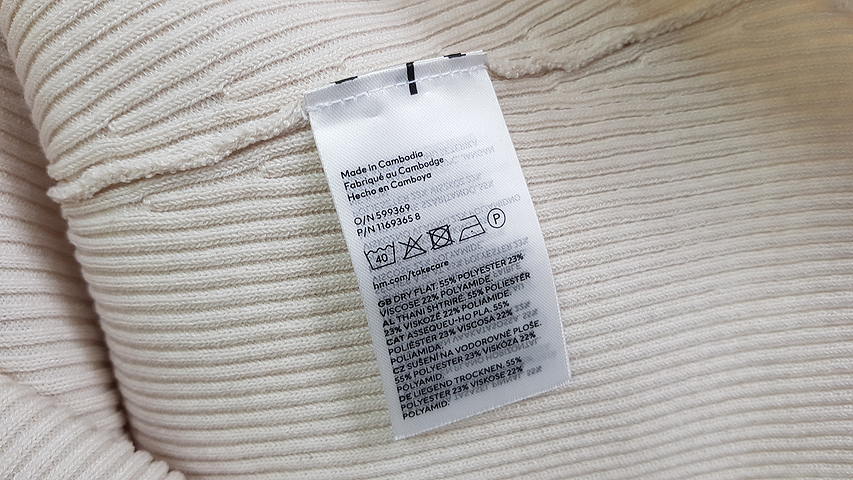 Made in Cambodia
Fabriqué au Cambodge
Hecho en Camboya
O/N 599369
P/N 1169365 8
40
P
hm.com/takecare
GB DRY FLAT. 55% POLYESTER 23%
VISCOSE 22% POLYAMIDE.
AL THANI SHTRIRË. 55% POLIESTËR
23% VISKOZË 22% POLIAMIDË.
CAT ASSEQUEU-HO PLA. 55%
POLIÈSTER 23% VISCOSA 22%
POLIAMIDA.
CZ SUŠENÍ NA VODOROVNÉ PLOŠE.
55% POLYESTER 23% VISKÓZA 22%
POLYAMID.
DE LIEGEND TROCKNEN. 55%
POLYESTER 23% VISKOSE 22%
POLYAMID.